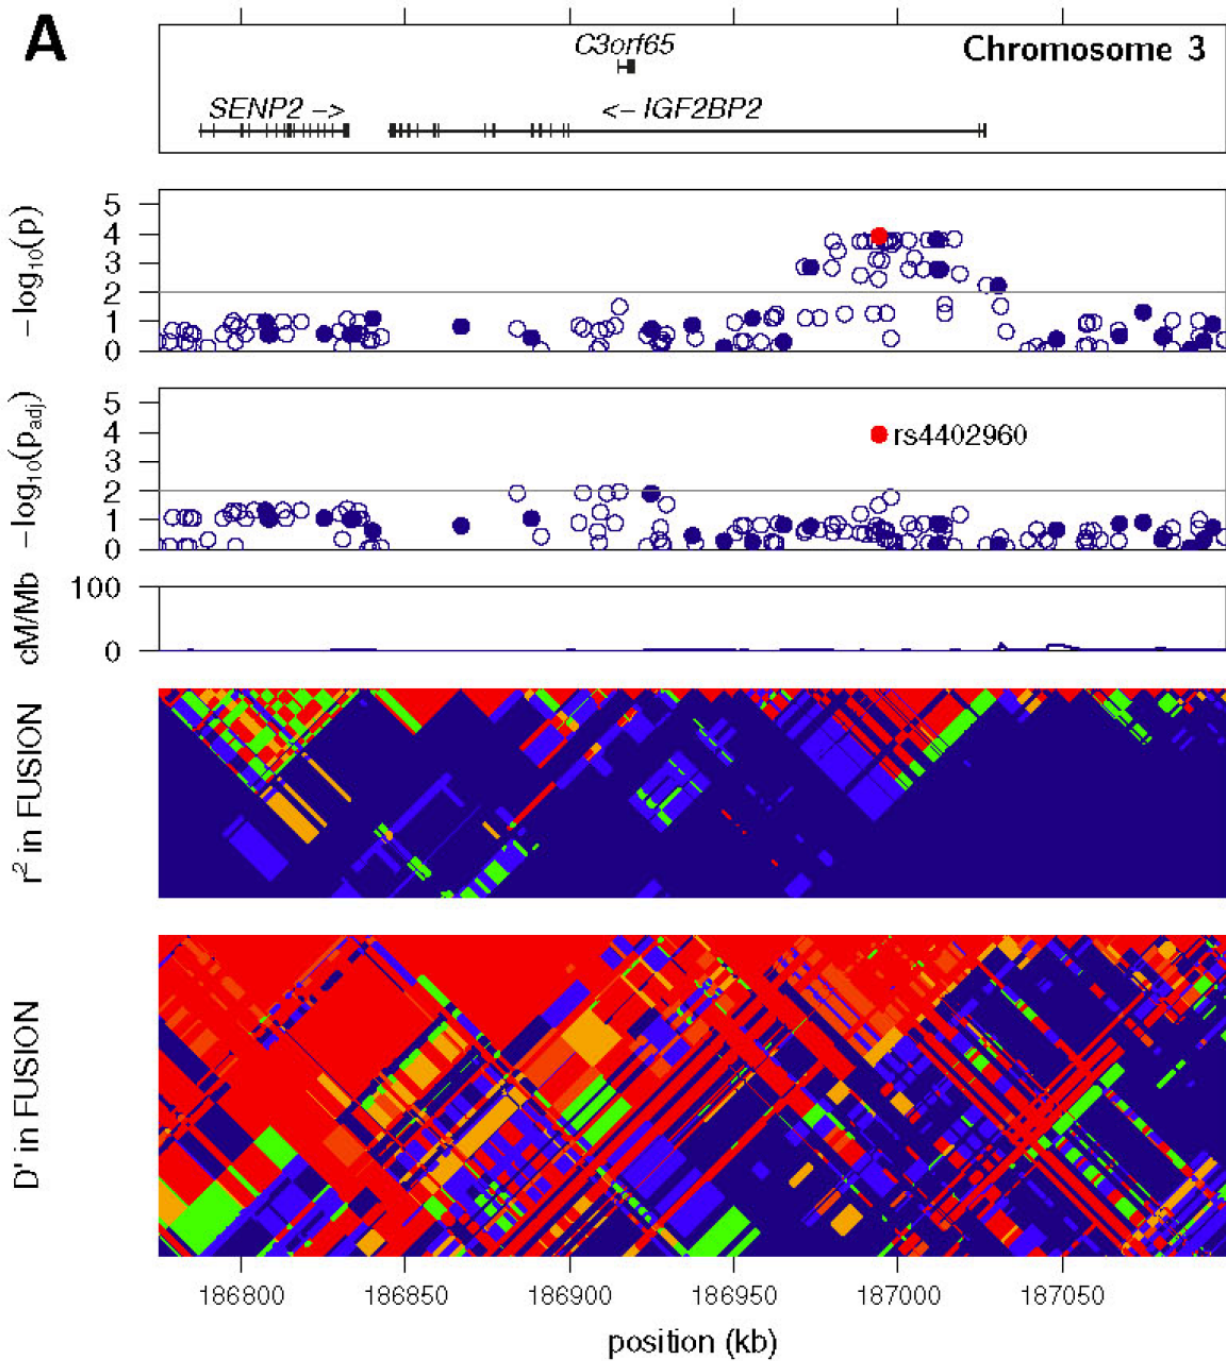 A
C3orf65
Chromosome 3
SENP2 –>
<– IGF2BP2
−log10(p)
5
4
3
2
1
0
−log10(padj)
5
4
3
2
1
0
rs4402960
cM/Mb
100
0
r2 in FUSION
D' in FUSION
186800 186850 186900 186950 187000 187050
position (kb)